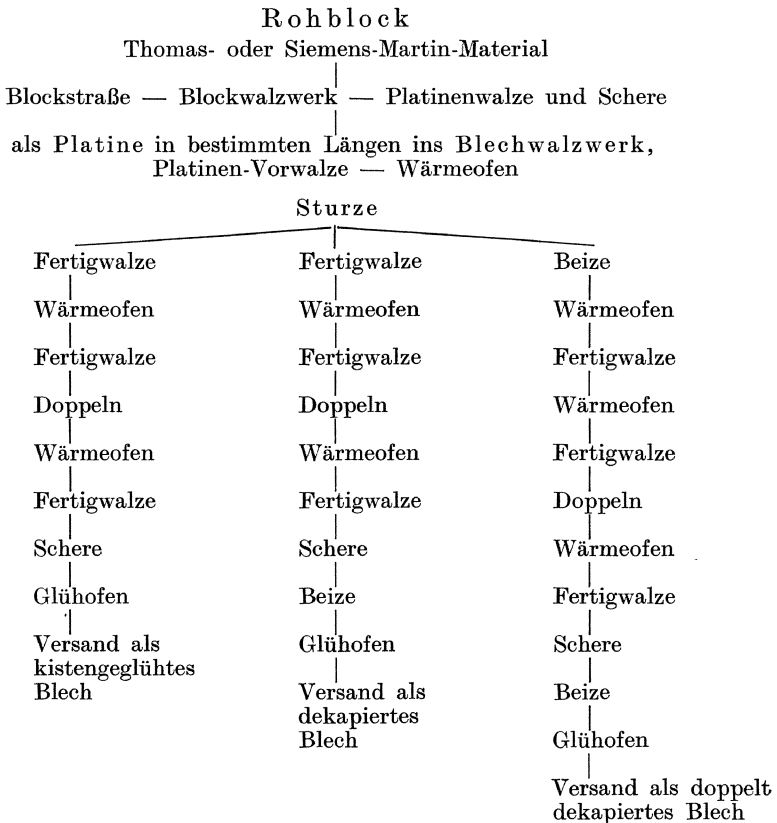 Rohblock
Thomas- oder Siemens-Martin-Material
Blockstraße — Blockwalzwerk — Platinenwalze und Schere
als Platine in bestimmten Längen ins Blechwalzwerk,
Platinen-Vorwalze — Wärmeofen
Sturze
Fertigwalze
Wärmeofen
Fertigwalze
Doppeln
Wärmeofen
Fertigwalze
Schere
Glühofen
Versand als
kistengeglühtes
Blech
Fertigwalze
Wärmeofen
Fertigwalze
Doppeln
Wärmeofen
Fertigwalze
Schere
Beize
Glühofen
Versand als
dekapiertes
Blech
Beize
Wärmeofen
Fertigwalze
Wärmeofen
Fertigwalze
Doppeln
Wärmeofen
Fertigwalze
Schere
Beize
Glühofen
Versand als doppelt
dekapiertes Blech